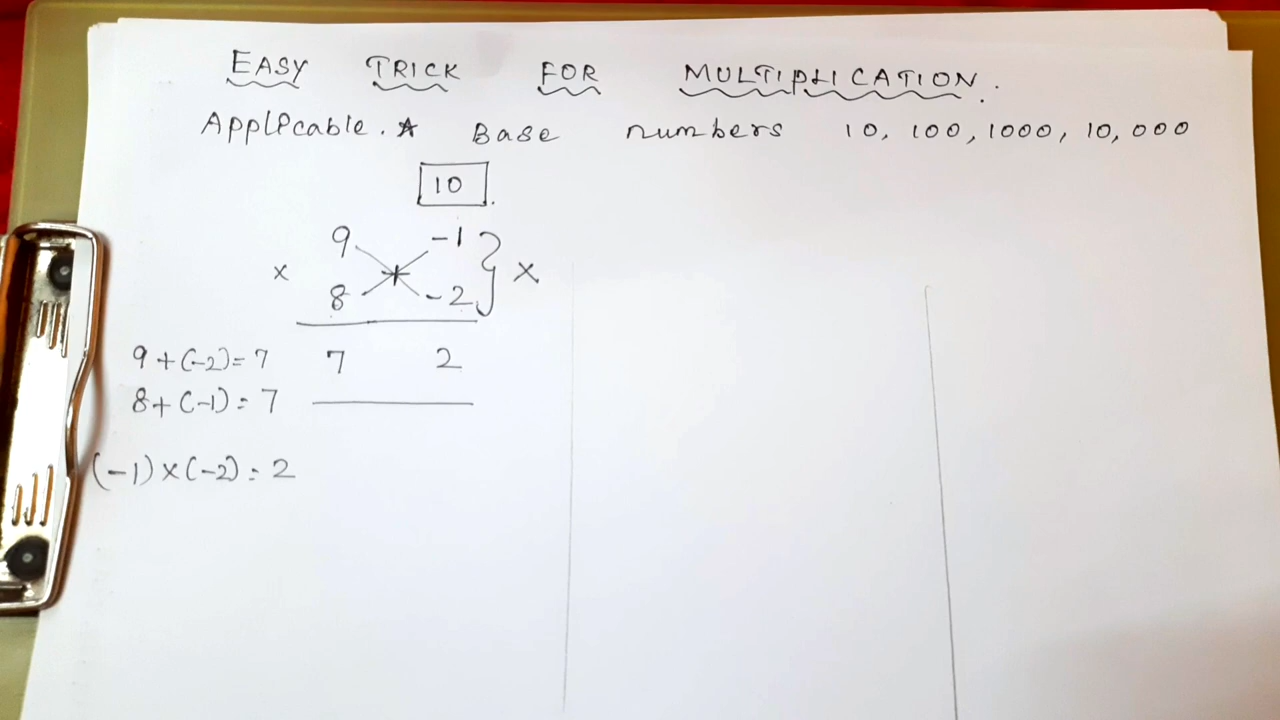 EASY TRICK FOR MULTIPLICATION.
Applicable. * Base numbers 10, 100, 1000, 10,000
10.
9 -1
x } x
8 -2
9 + (-2) = 7 7 2
8 + (-1) = 7
(-1) x (-2) = 2